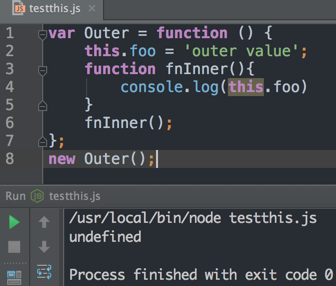 testthis.js
1 var Outer = function () {
2     this.foo = 'outer value';
3     function fnInner(){
4         console.log(this.foo)
5     }
6     fnInner();
7 };
8 new Outer();
Run testthis.js
/usr/local/bin/node testthis.js
undefined
Process finished with exit code 0